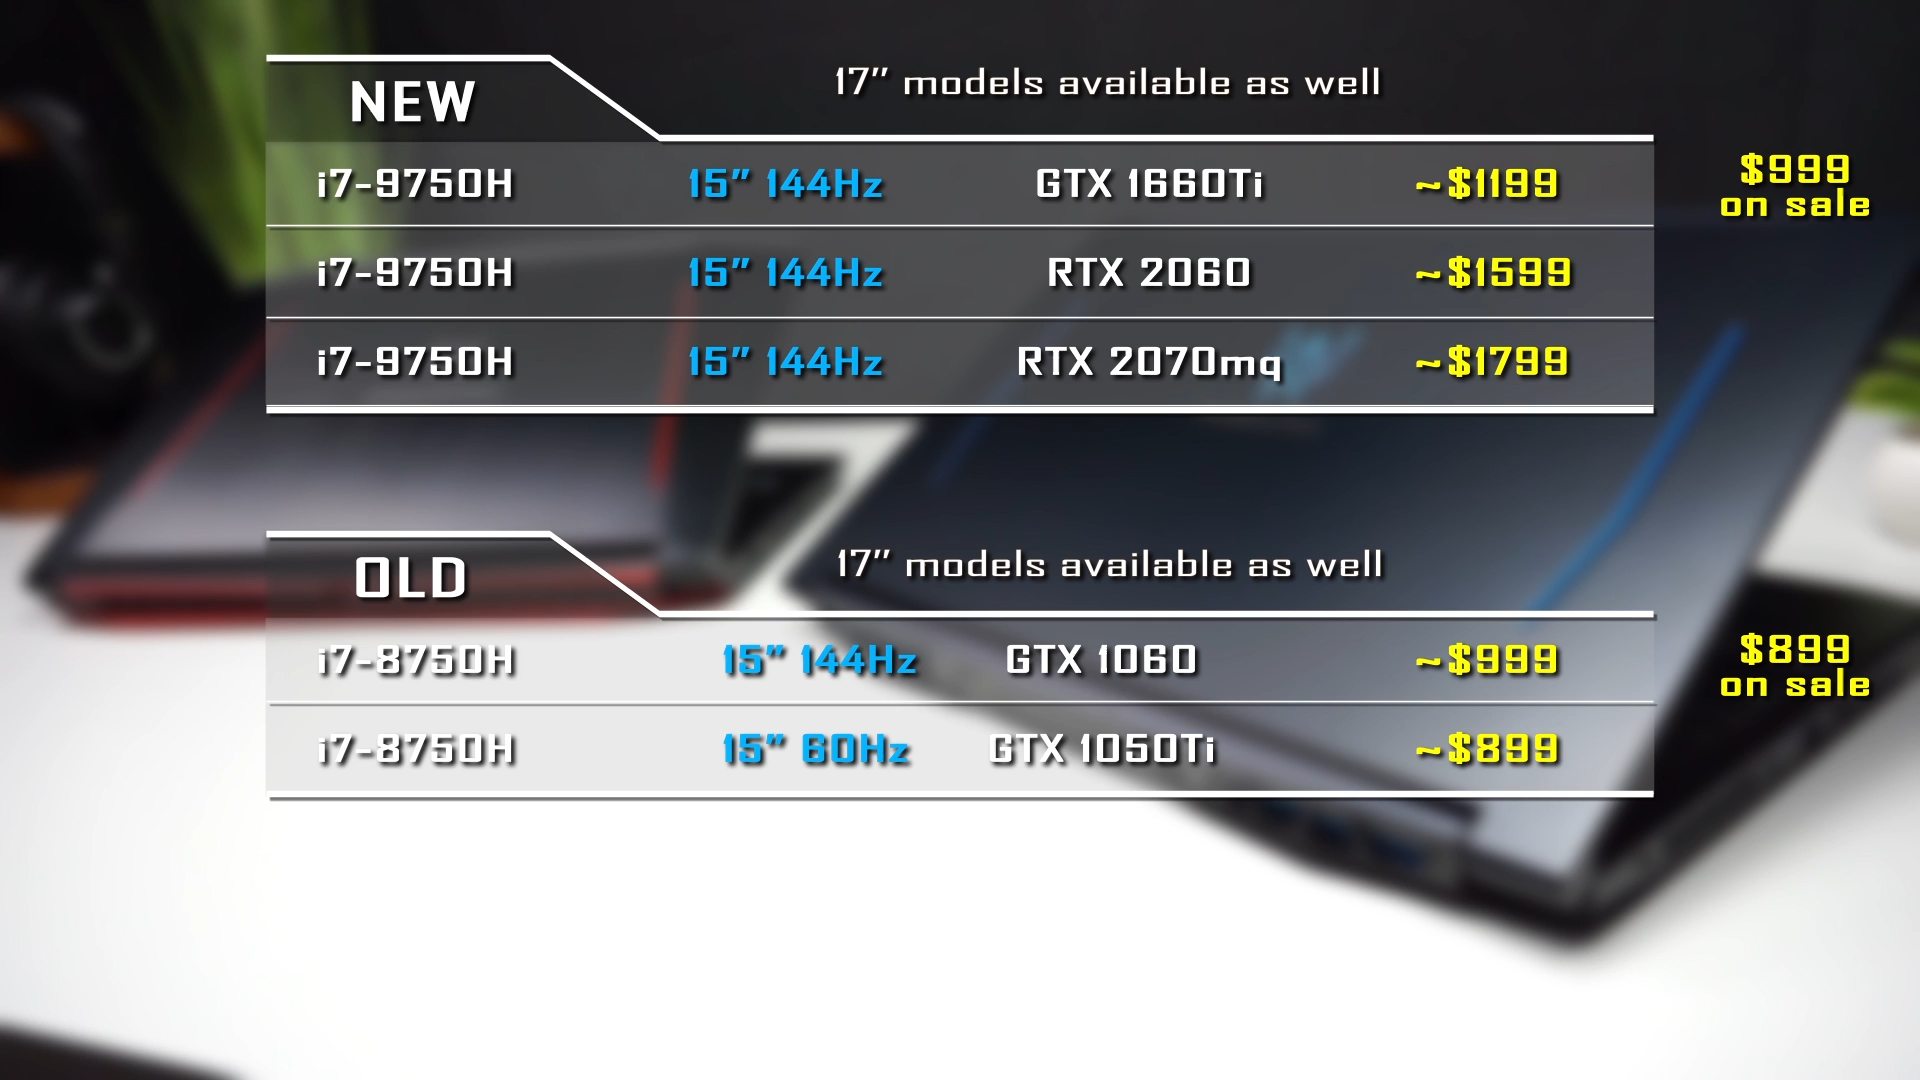 NEW
17" models available as well
i7-9750H 15" 144Hz GTX 1660Ti ~$1199 $999
on sale
i7-9750H 15" 144Hz RTX 2060 ~$1599
i7-9750H 15" 144Hz RTX 2070mq ~$1799
OLD
17" models available as well
i7-8750H 15" 144Hz GTX 1060 ~$999 $899
on sale
i7-8750H 15" 60Hz GTX 1050Ti ~$899